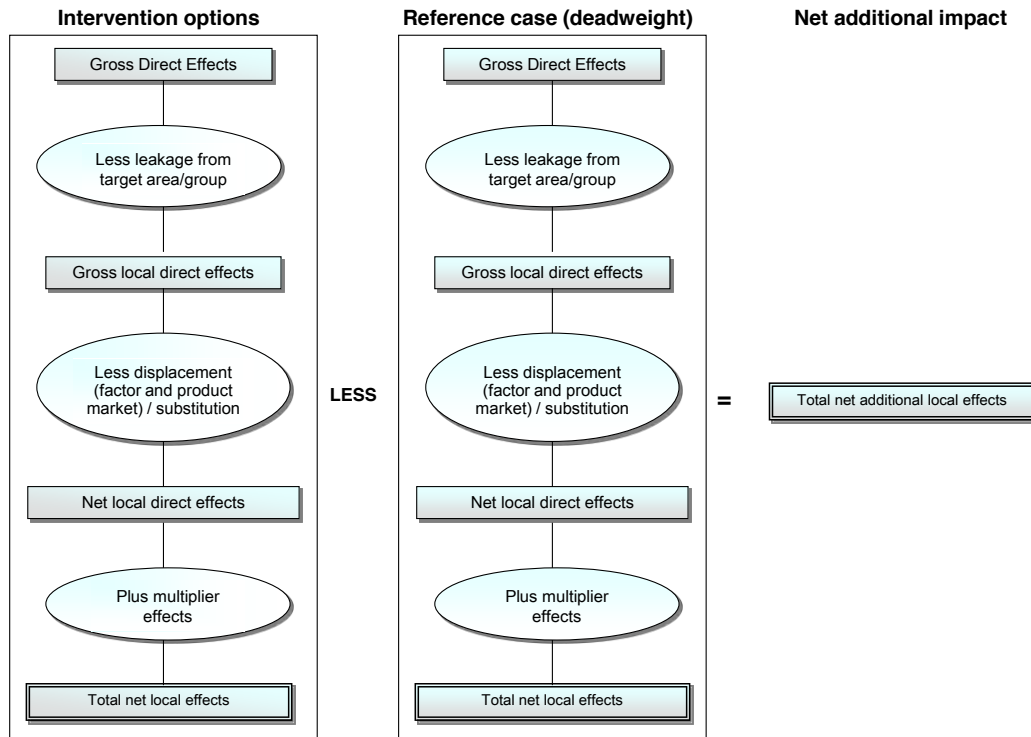 Intervention options
Gross Direct Effects
Less leakage from
target area/group
Gross local direct effects
Less displacement
(factor and product
market) / substitution
Net local direct effects
Plus multiplier
effects
Total net local effects
LESS
Reference case (deadweight)
Gross Direct Effects
Less leakage from
target area/group
Gross local direct effects
Less displacement
(factor and product
market) / substitution
Net local direct effects
Plus multiplier
effects
Total net local effects
=
Net additional impact
Total net additional local effects